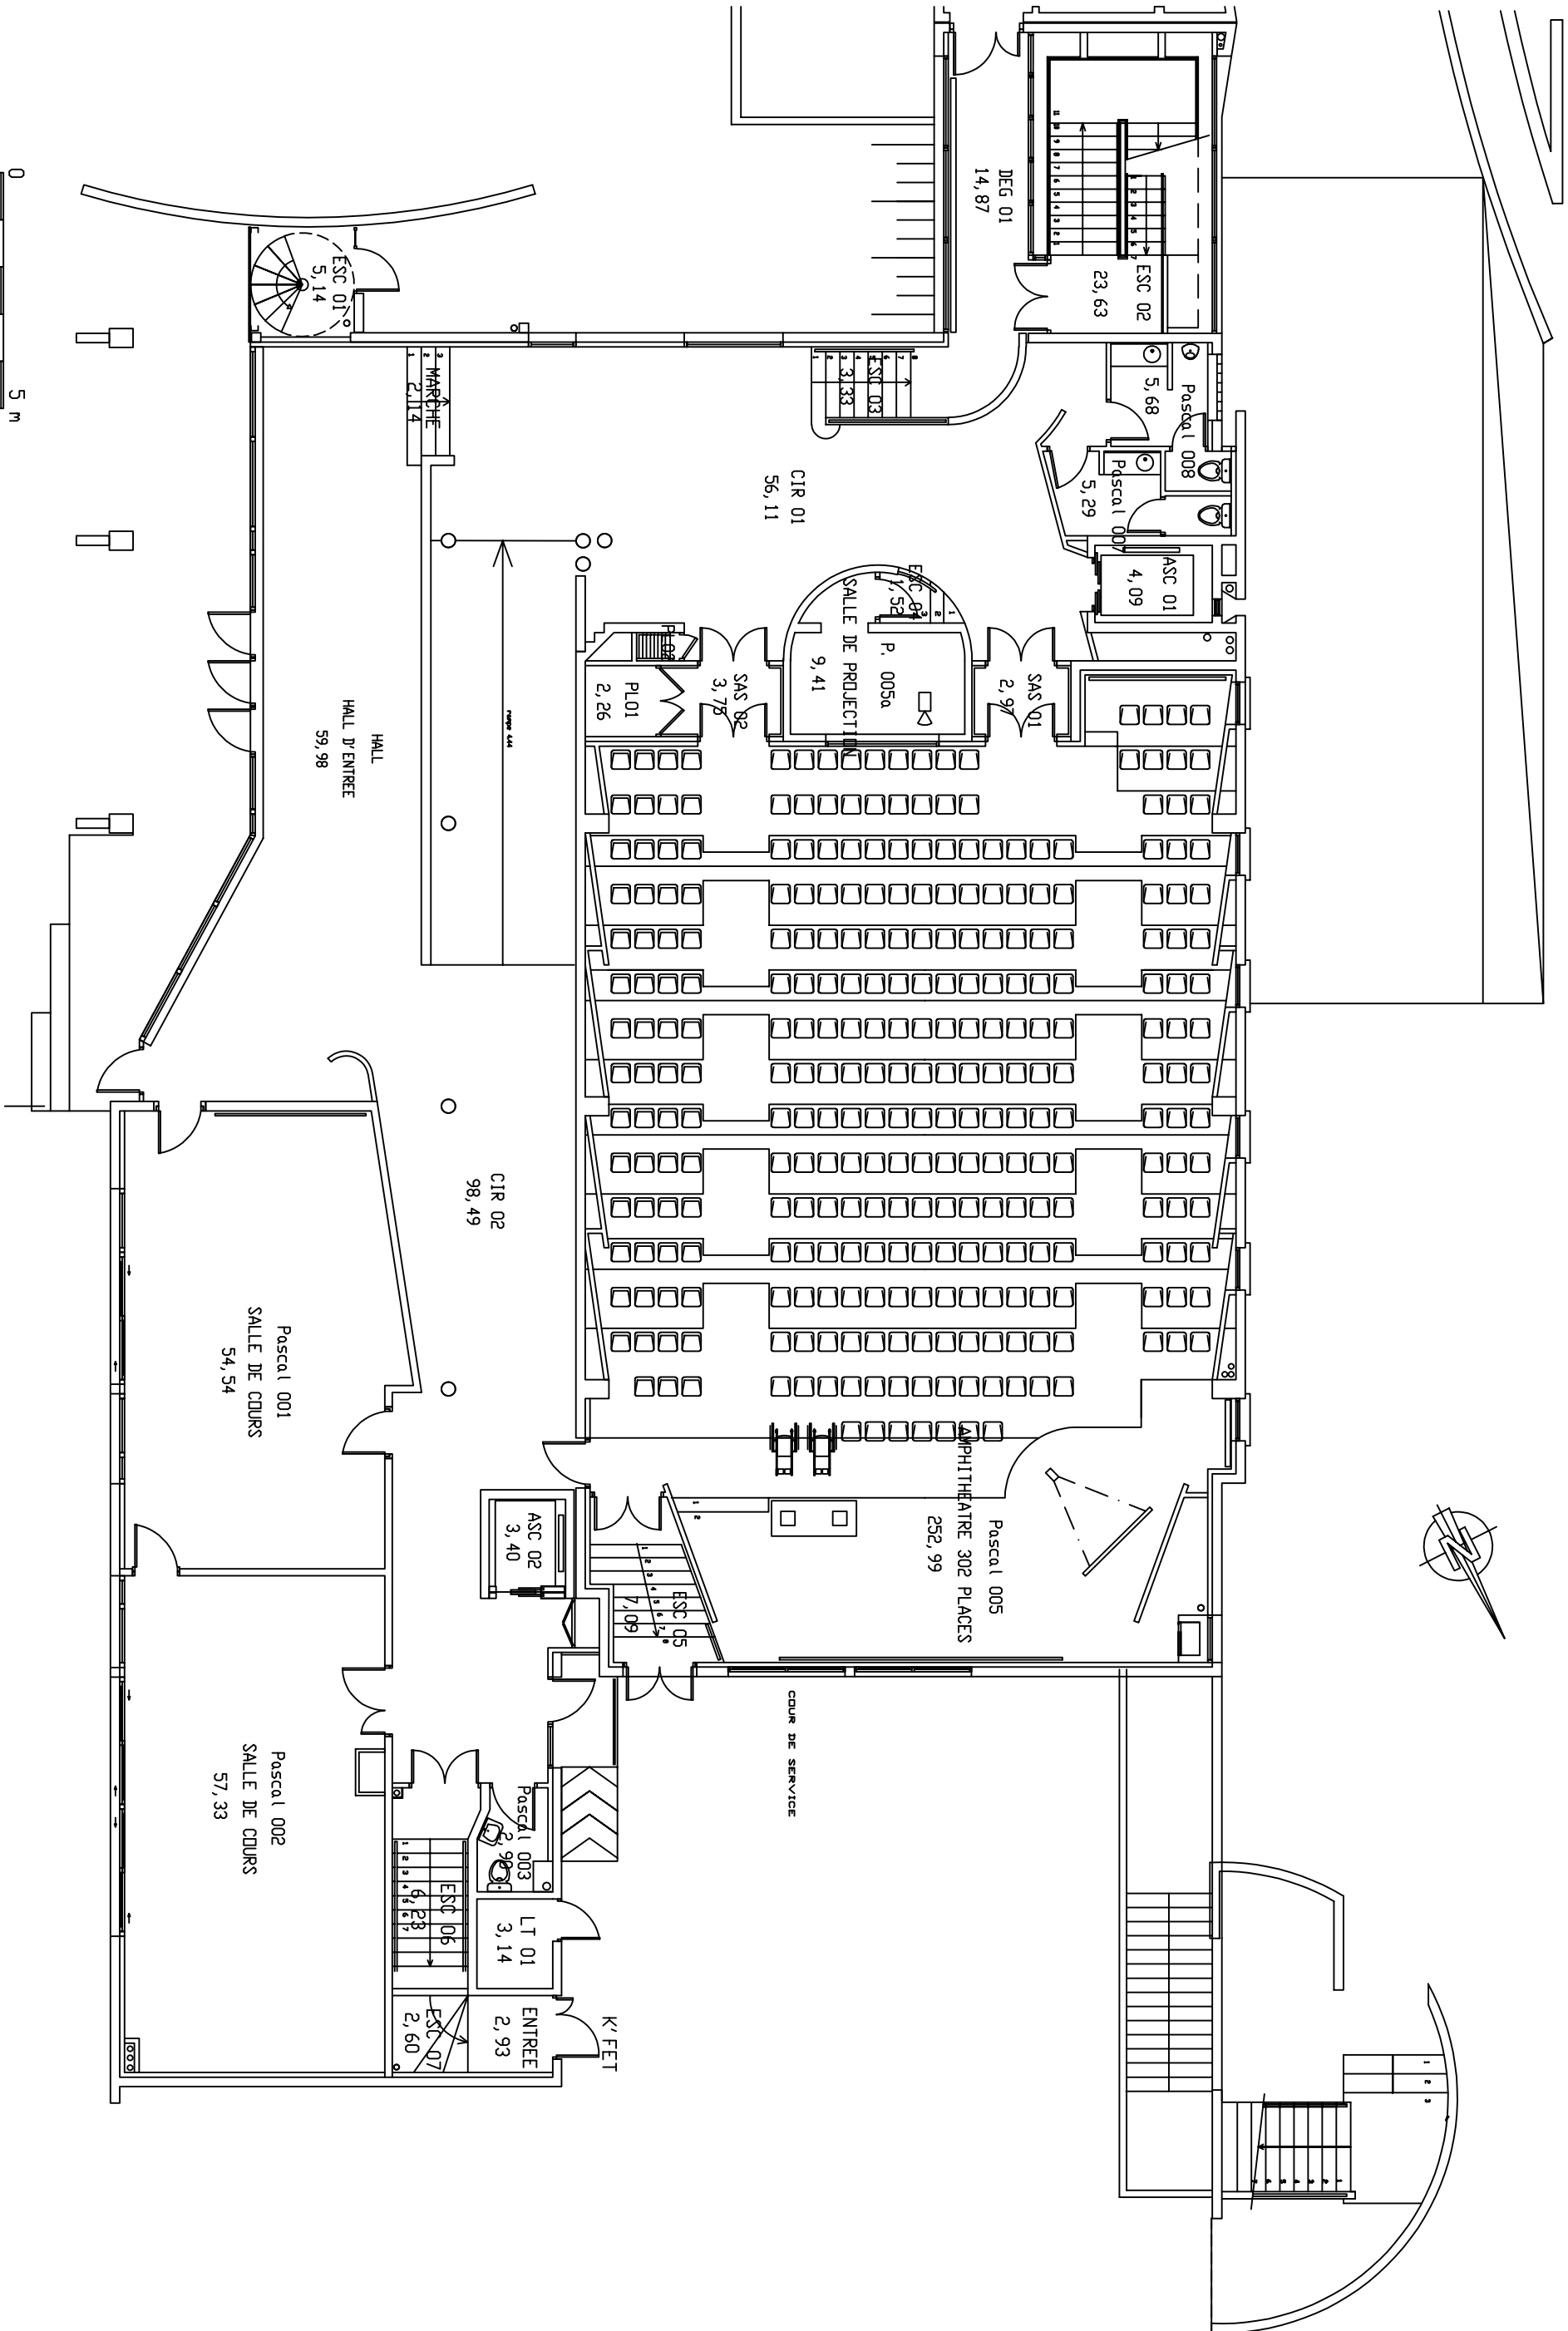 0
5 m
DEG 01
14,87
ESC 02
23,63
ESC 01
5,14
MARCHE
2,14
ESC 03
3,33
Pascal 008
5,68
Pascal 007
5,29
ASC 01
4,09
CIR 01
56,11
ESC 04
1,52
SALLE DE PROJECTION
P. 005a
9,41
SAS 01
2,97
SAS 02
3,75
PL01
2,26
HALL
HALL D'ENTREE
59,98
CIR 02
98,49
Pascal 001
SALLE DE COURS
54,54
Pascal 005
AMPHITHEATRE 302 PLACES
252,99
ASC 02
3,40
ESC 05
7,09
COUR DE SERVICE
Pascal 002
SALLE DE COURS
57,33
Pascal 003
2,90
ESC 06
6,23
LT 01
3,14
ESC 07
2,60
ENTREE
2,93
K'FET